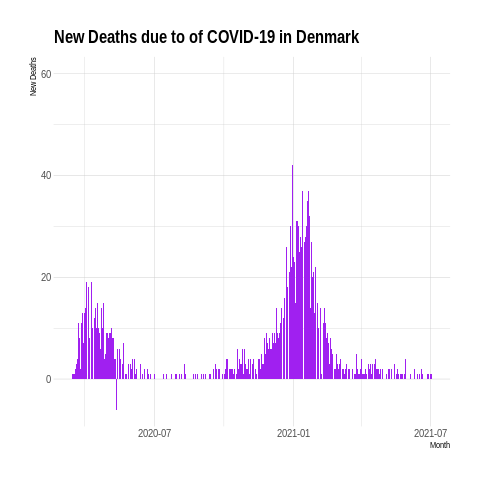 New Deaths due to of COVID-19 in Denmark
New Deaths
60
40
20
0
2020-07
2021-01
2021-07
Month